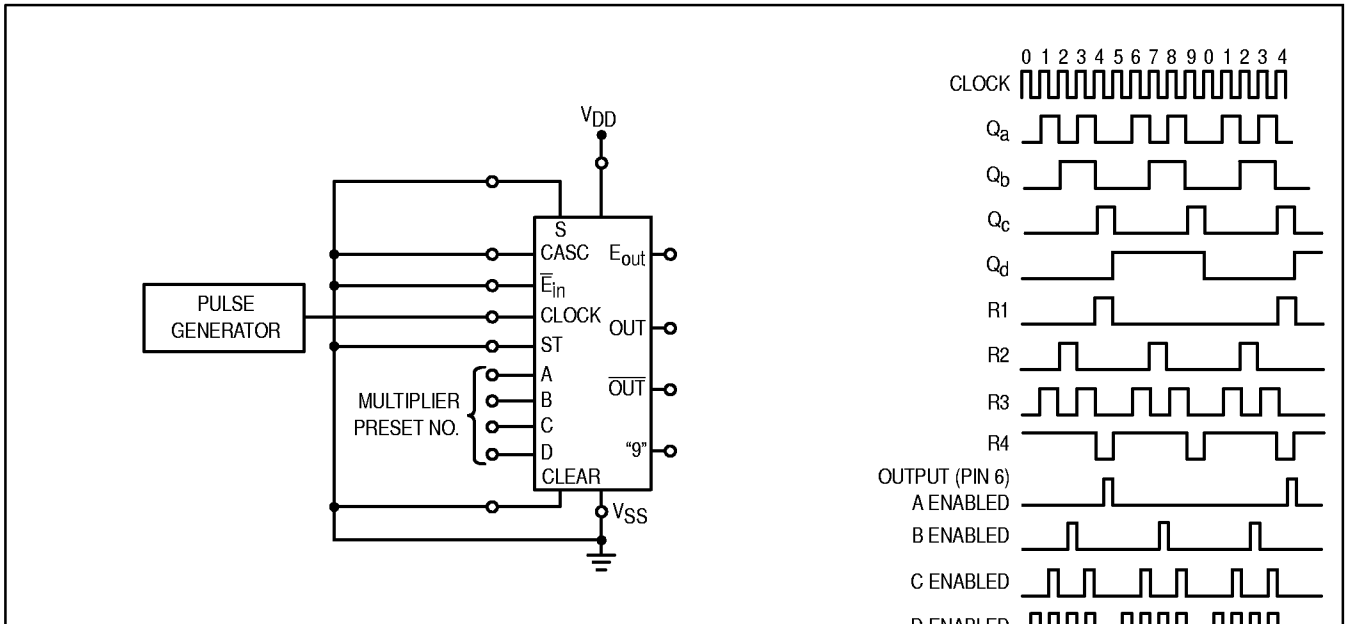 0 1 2 3 4 5 6 7 8 9 0 1 2 3 4
CLOCK
Qa
Qb
Qc
Qd
R1
R2
R3
R4
OUTPUT (PIN 6)
A ENABLED
B ENABLED
C ENABLED
D ENABLED
VDD
S
CASC
Eout
E̅in
PULSE
GENERATOR
CLOCK
OUT
ST
A
MULTIPLIER
PRESET NO.
B
O̅U̅T̅
C
D
“9”
CLEAR
VSS